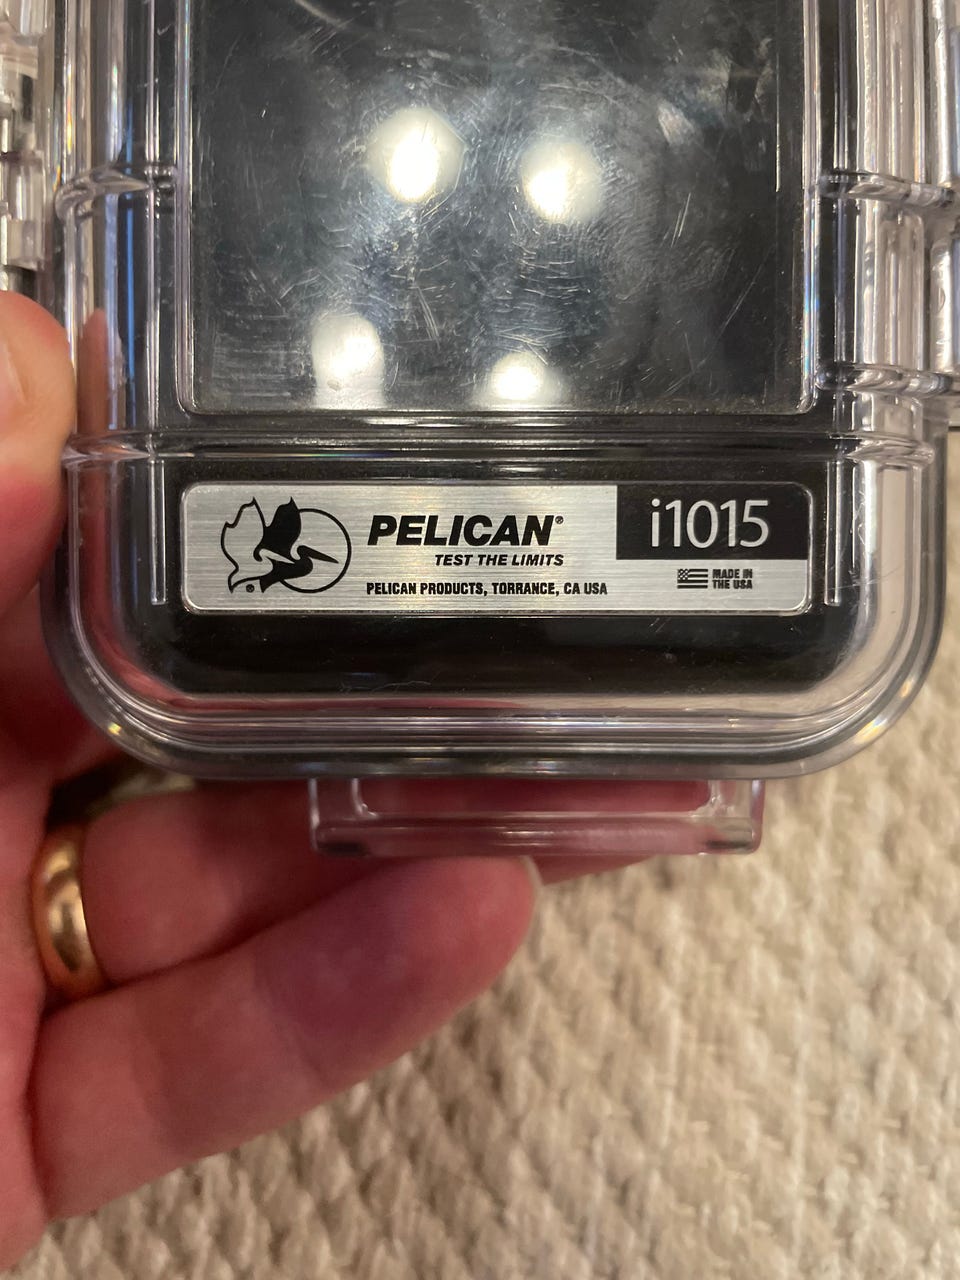 PELICAN®
TEST THE LIMITS
PELICAN PRODUCTS, TORRANCE, CA USA
i1015
MADE IN
THE USA
®